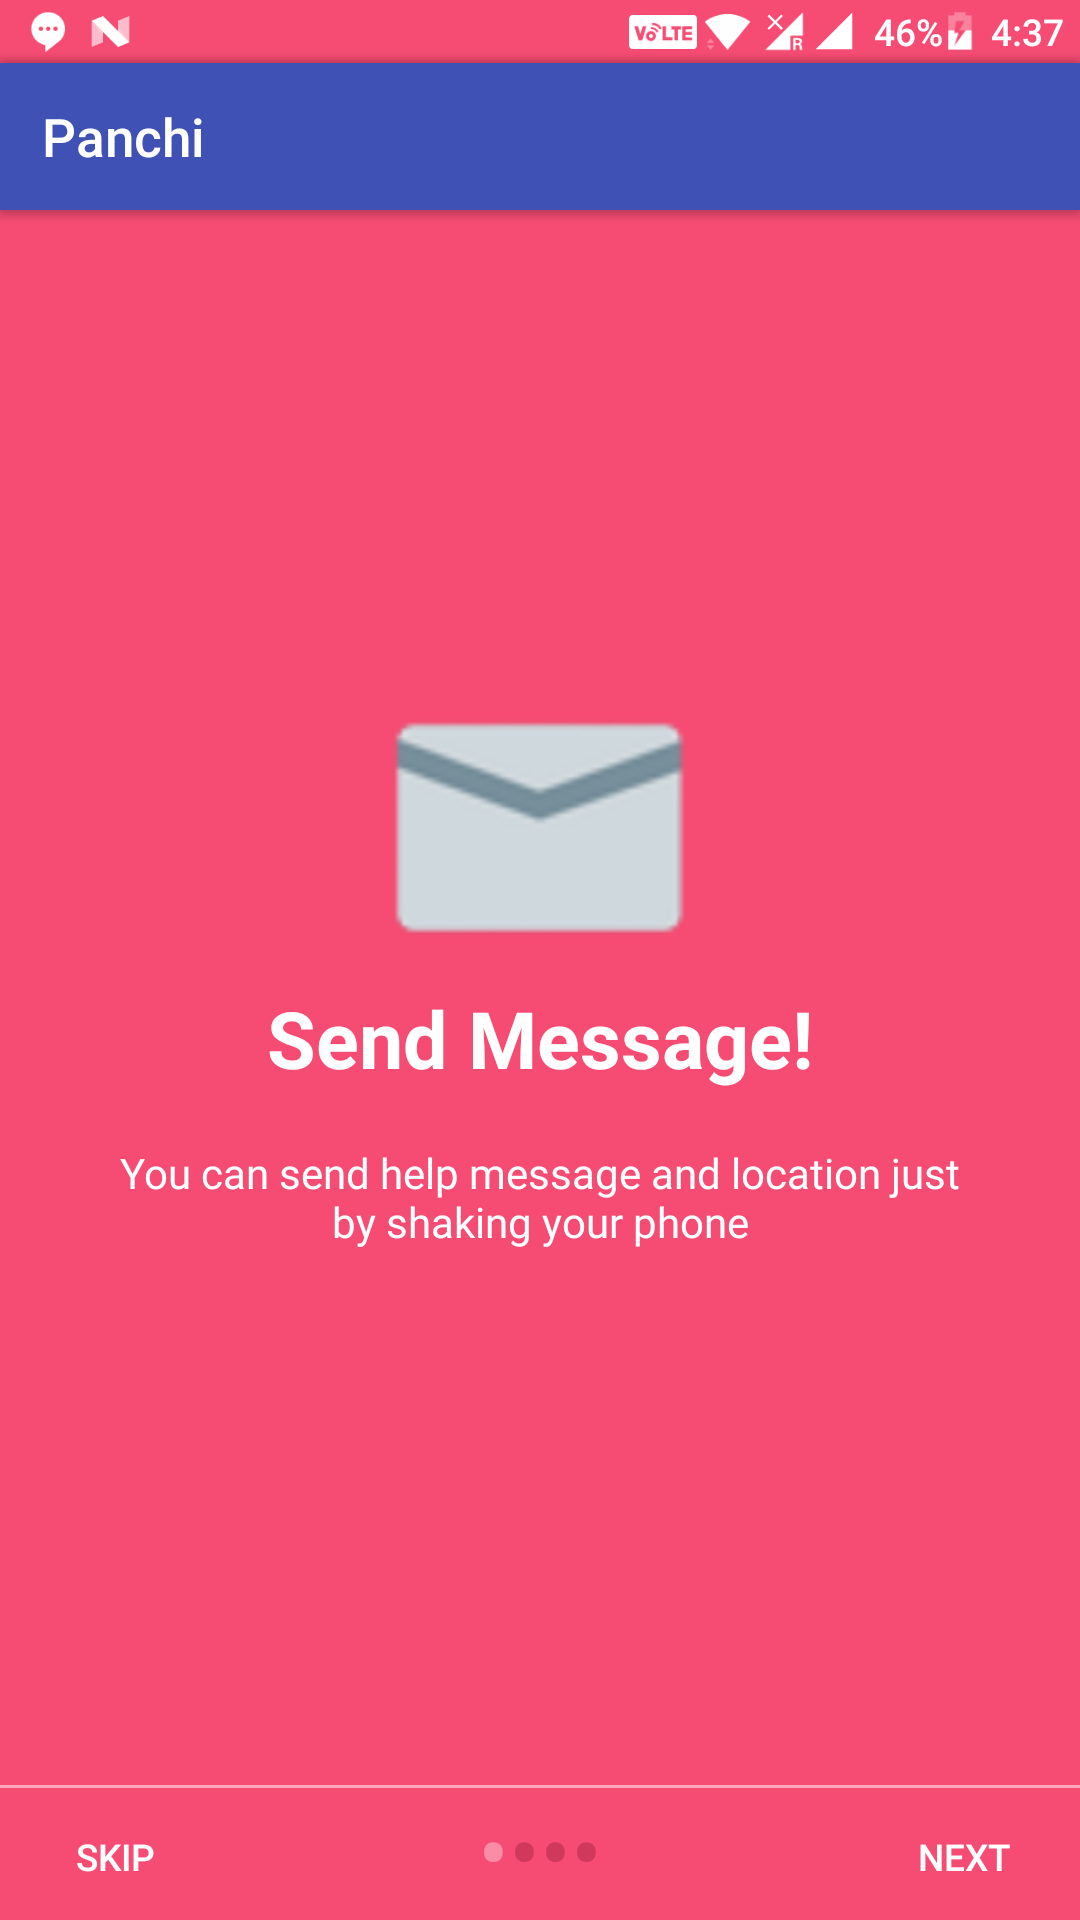 VoLTE R 46% 4:37
Panchi
Send Message!
You can send help message and location just
by shaking your phone
SKIP NEXT